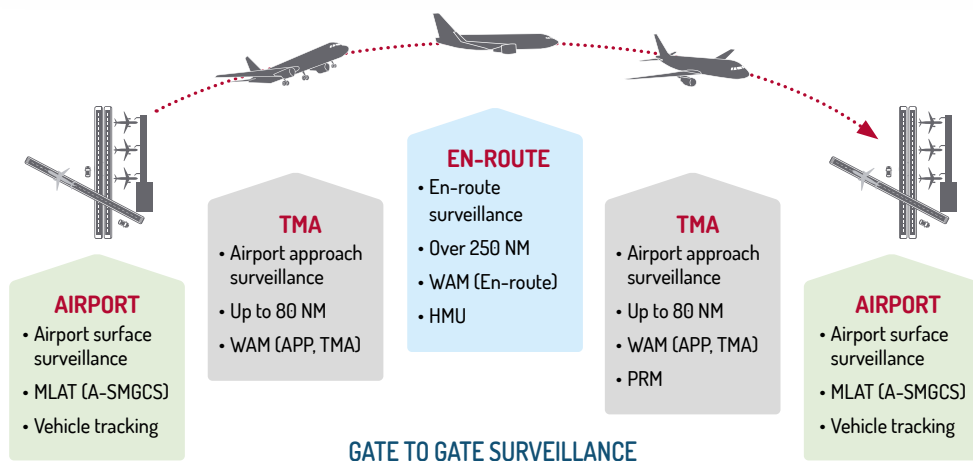 AIRPORT
• Airport surface
surveillance
• MLAT (A-SMGCS)
• Vehicle tracking
TMA
• Airport approach
surveillance
• Up to 80 NM
• WAM (APP, TMA)
EN-ROUTE
• En-route
surveillance
• Over 250 NM
• WAM (En-route)
• HMU
TMA
• Airport approach
surveillance
• Up to 80 NM
• WAM (APP, TMA)
• PRM
AIRPORT
• Airport surface
surveillance
• MLAT (A-SMGCS)
• Vehicle tracking
GATE TO GATE SURVEILLANCE